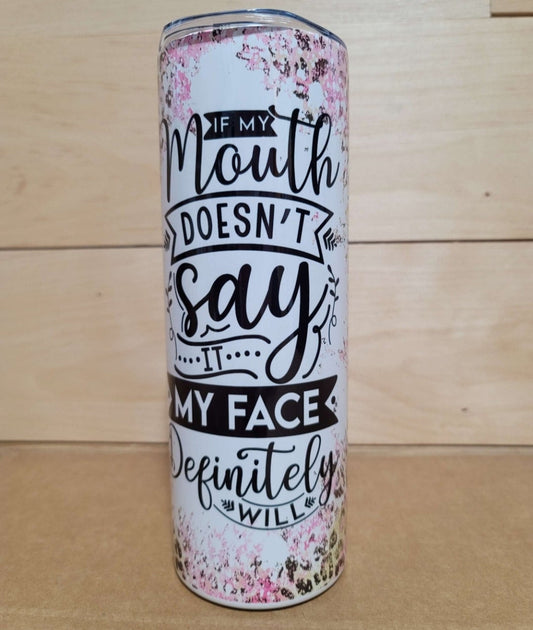 IF MY
Mouth
DOESN'T
say
IT
MY FACE
Definitely
WILL